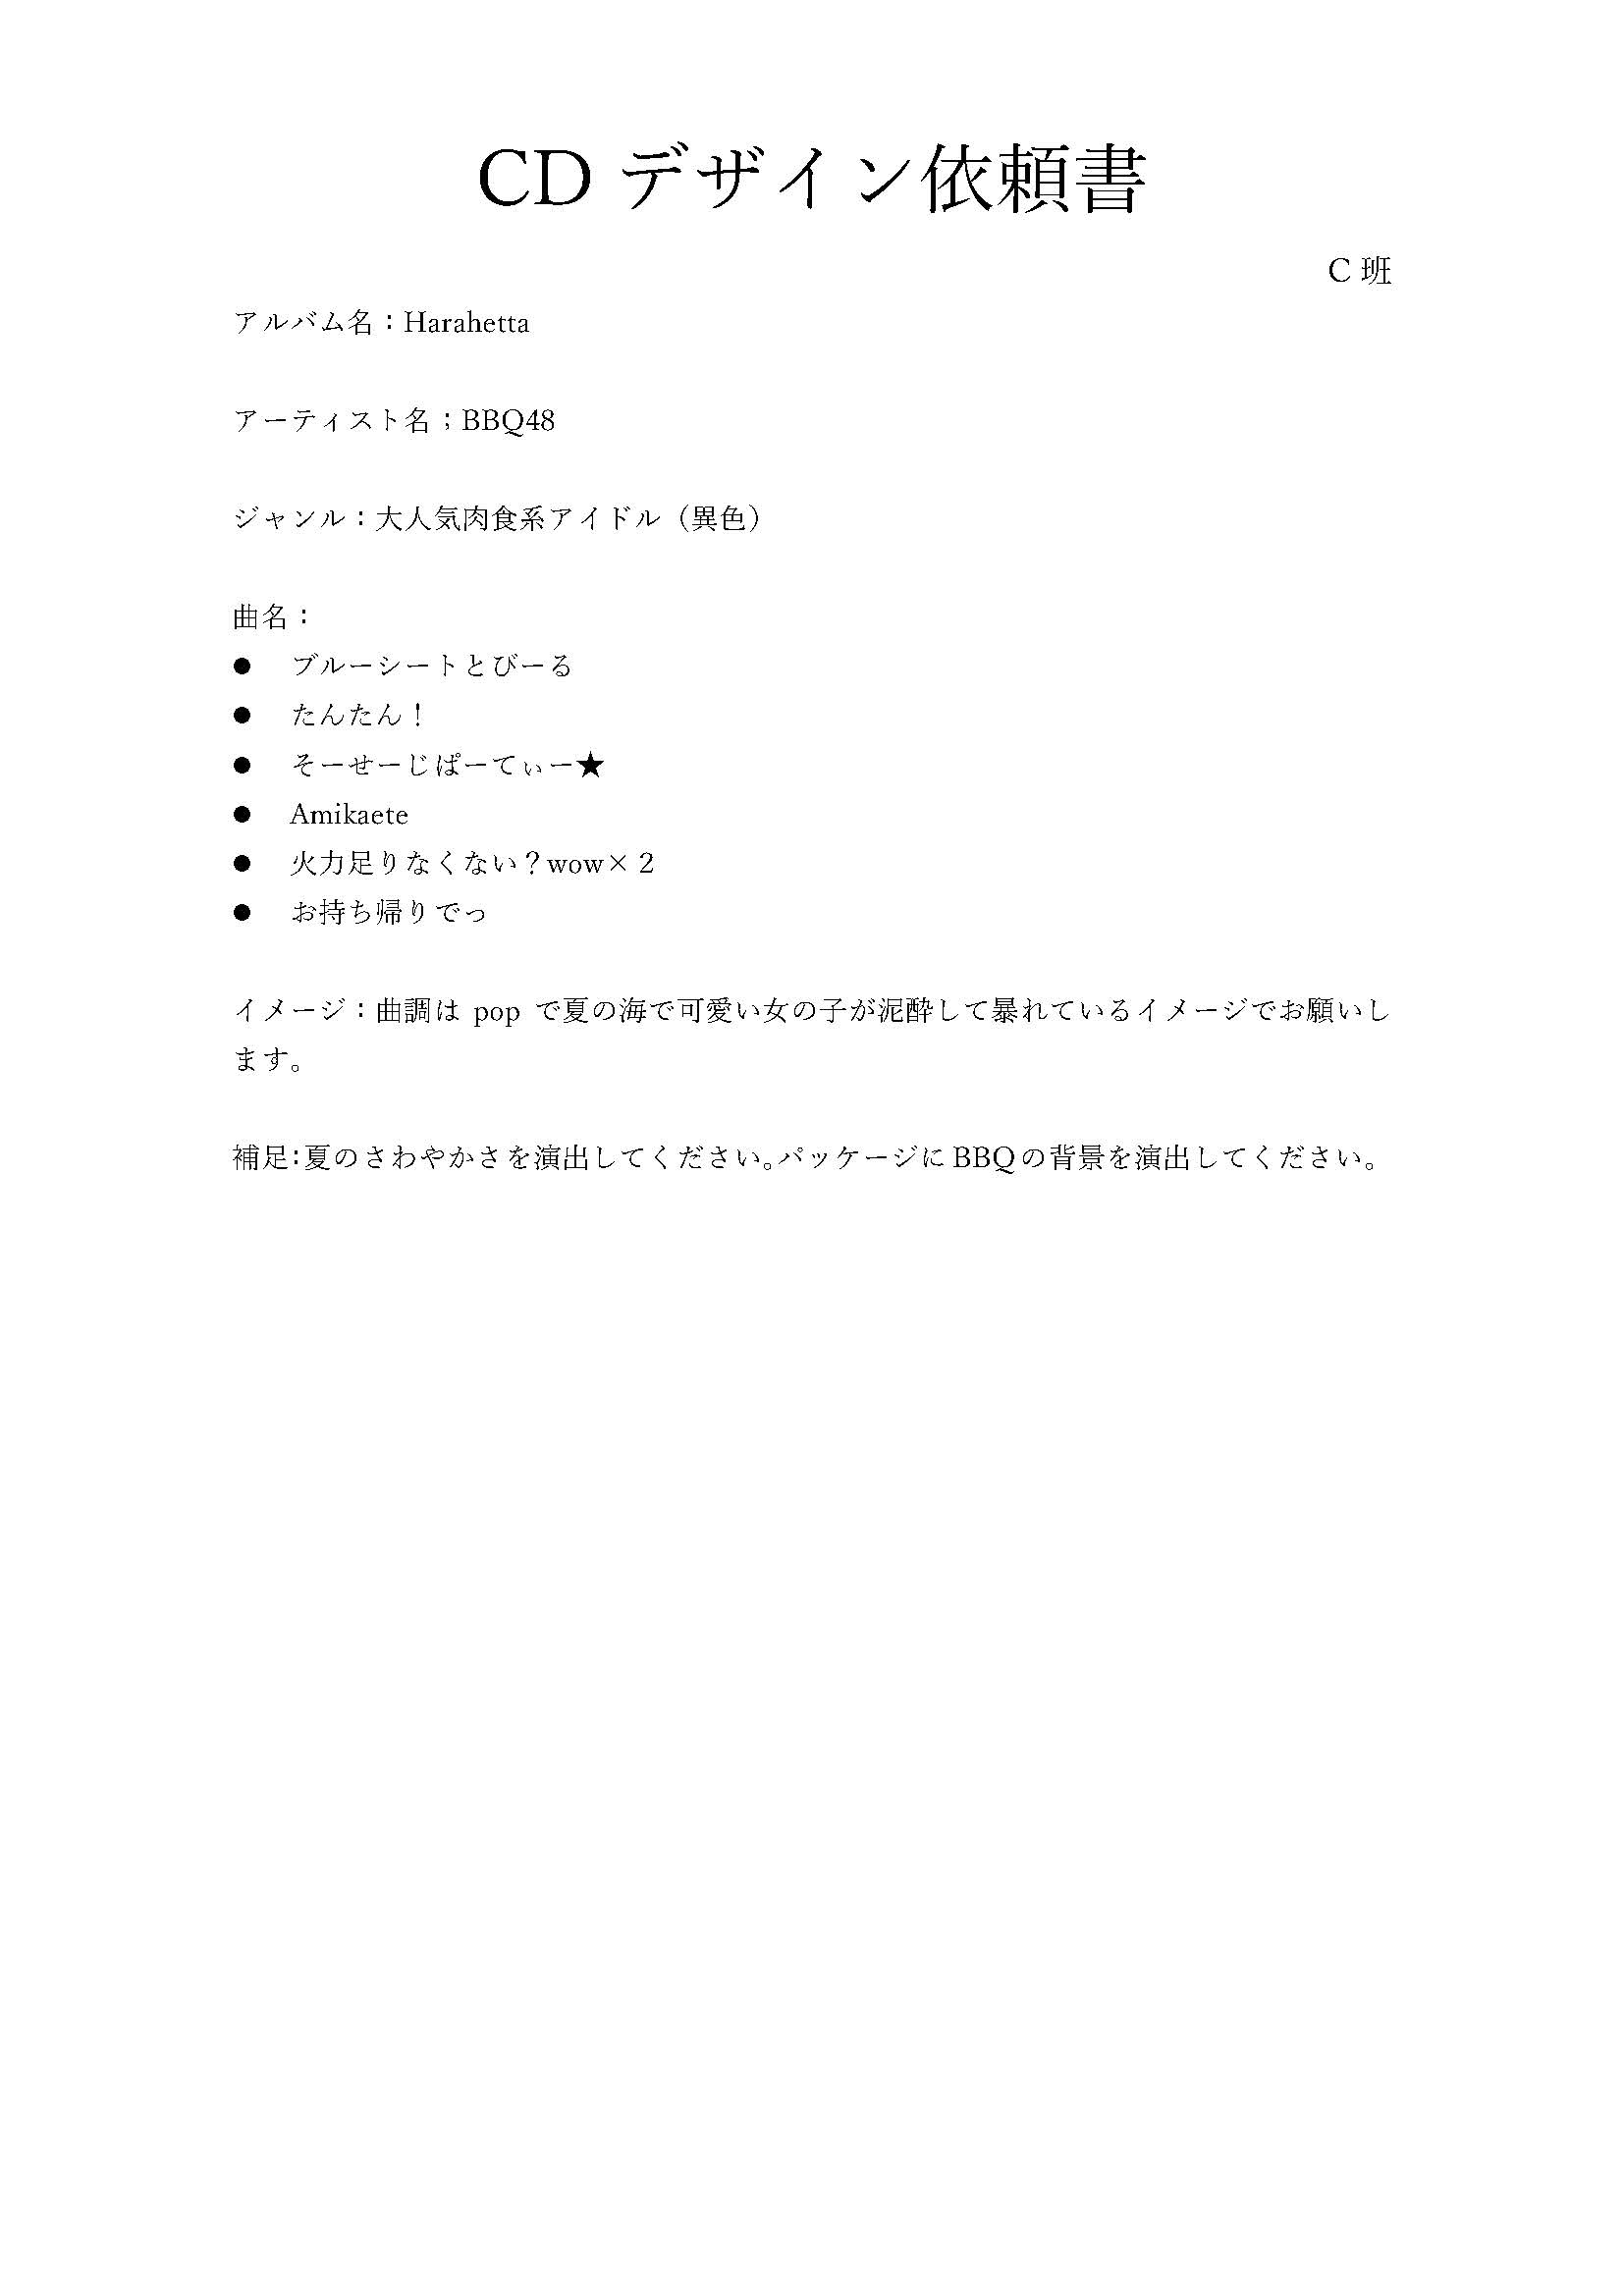 CD デザイン依頼書
C 班
アルバム名：Harahetta
アーティスト名；BBQ48
ジャンル：大人気肉食系アイドル（異色）
曲名：
● ブルーシートとびーる
● たんたん！
● そーせーじぱーてぃー★
● Amikaete
● 火力足りなくない？wow×２
● お持ち帰りでっ
イメージ：曲調は pop で夏の海で可愛い女の子が泥酔して暴れているイメージでお願いし
ます。
補足：夏のさわやかさを演出してください。パッケージに BBQ の背景を演出してください。